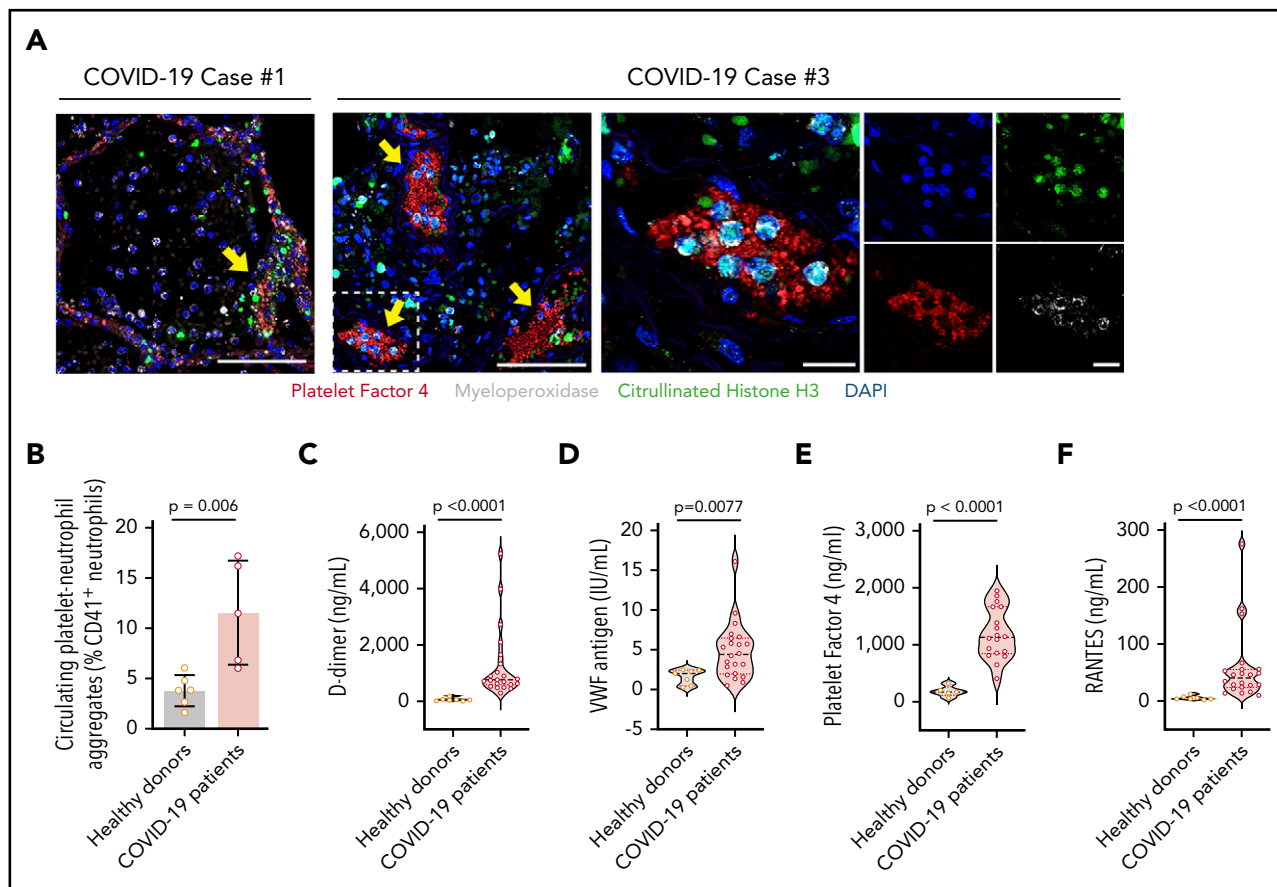 A
COVID-19 Case #1
COVID-19 Case #3
Platelet Factor 4 Myeloperoxidase Citrullinated Histone H3 DAPI
B
Circulating platelet-neutrophil
aggregates (% CD41+ neutrophils)
p = 0.006
20
15
10
5
0
Healthy donors
COVID-19 patients
C
D-dimer (ng/mL)
p <0.0001
6,000
4,000
2,000
0
Healthy donors
COVID-19 patients
D
VWF antigen (IU/mL)
p=0.0077
20
15
10
5
0
-5
Healthy donors
COVID-19 patients
E
Platelet Factor 4 (ng/ml)
p < 0.0001
3,000
2,000
1,000
0
Healthy donors
COVID-19 patients
F
RANTES (ng/mL)
p <0.0001
300
200
100
0
Healthy donors
COVID-19 patients